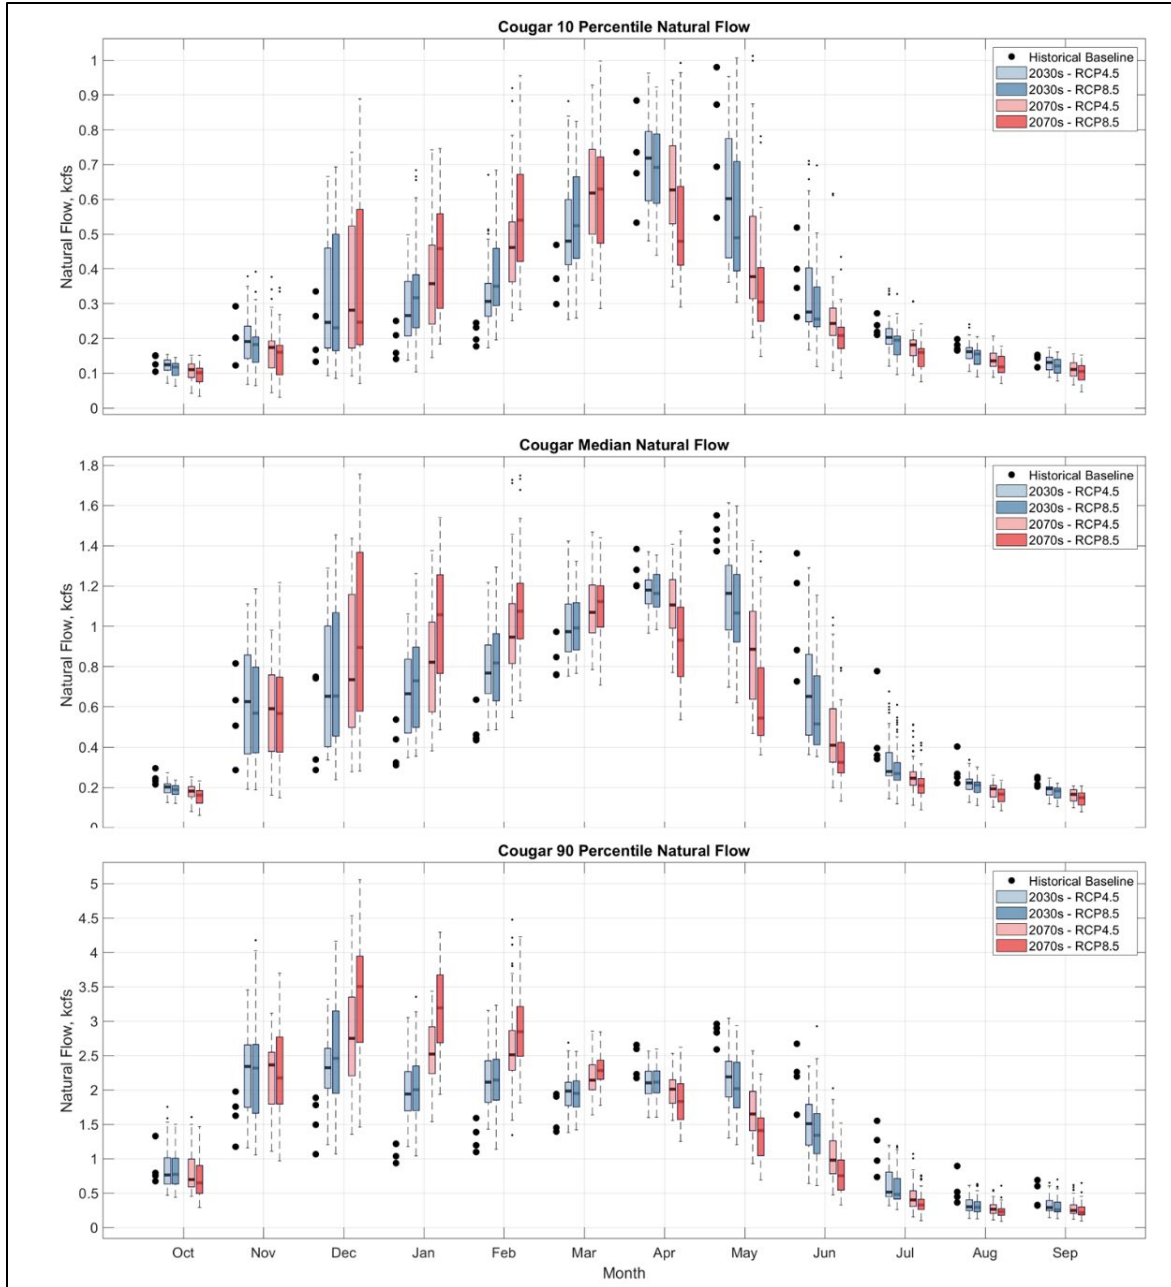 Cougar 10 Percentile Natural Flow
Natural Flow, kcfs
1
0.9
0.8
0.7
0.6
0.5
0.4
0.3
0.2
0.1
0
Historical Baseline
2030s - RCP4.5
2030s - RCP8.5
2070s - RCP4.5
2070s - RCP8.5
Cougar Median Natural Flow
Natural Flow, kcfs
1.8
1.6
1.4
1.2
1
0.8
0.6
0.4
0.2
0
Historical Baseline
2030s - RCP4.5
2030s - RCP8.5
2070s - RCP4.5
2070s - RCP8.5
Cougar 90 Percentile Natural Flow
Natural Flow, kcfs
5
4.5
4
3.5
3
2.5
2
1.5
1
0.5
0
Historical Baseline
2030s - RCP4.5
2030s - RCP8.5
2070s - RCP4.5
2070s - RCP8.5
Oct Nov Dec Jan Feb Mar Apr May Jun Jul Aug Sep
Month